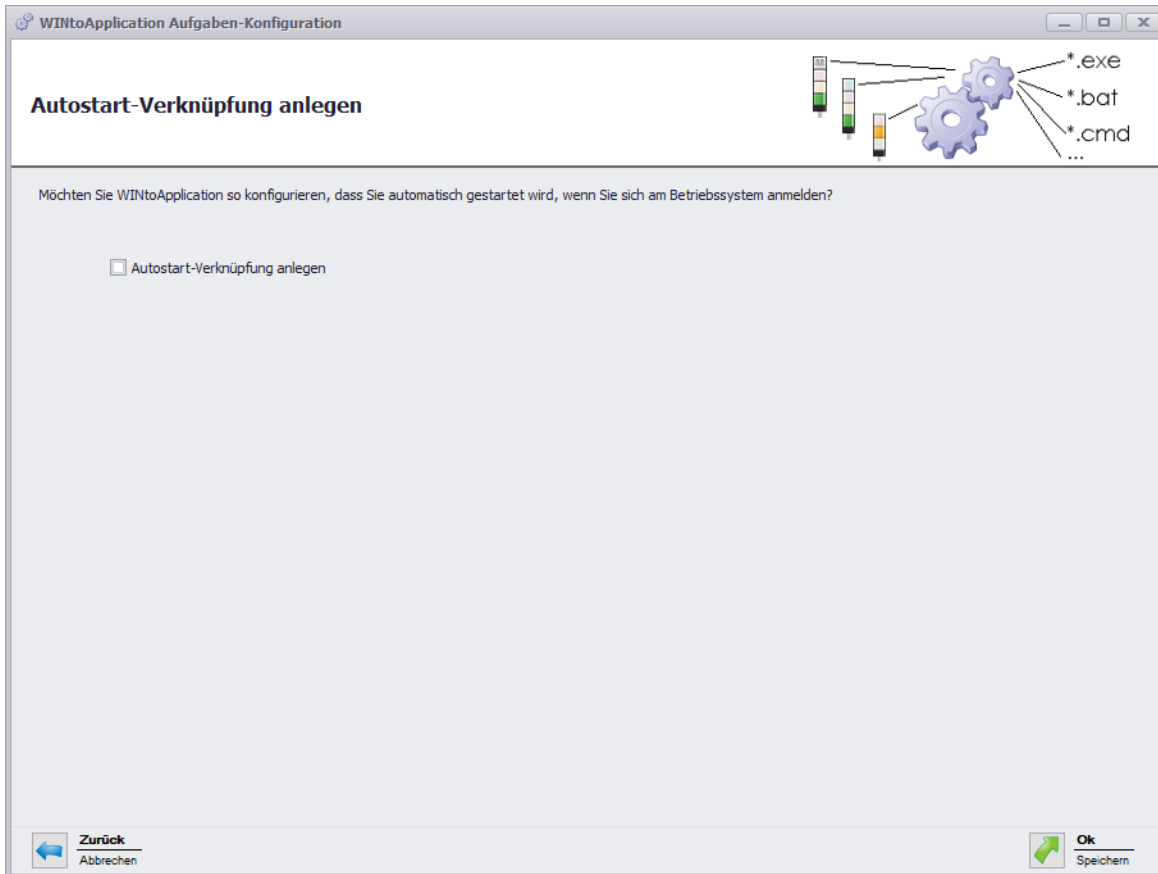 WINtoApplication Aufgaben-Konfiguration
Autostart-Verknüpfung anlegen
*.exe
*.bat
*.cmd
...
Möchten Sie WINtoApplication so konfigurieren, dass Sie automatisch gestartet wird, wenn Sie sich am Betriebssystem anmelden?
Autostart-Verknüpfung anlegen
Zurück
Abbrechen
Ok
Speichern